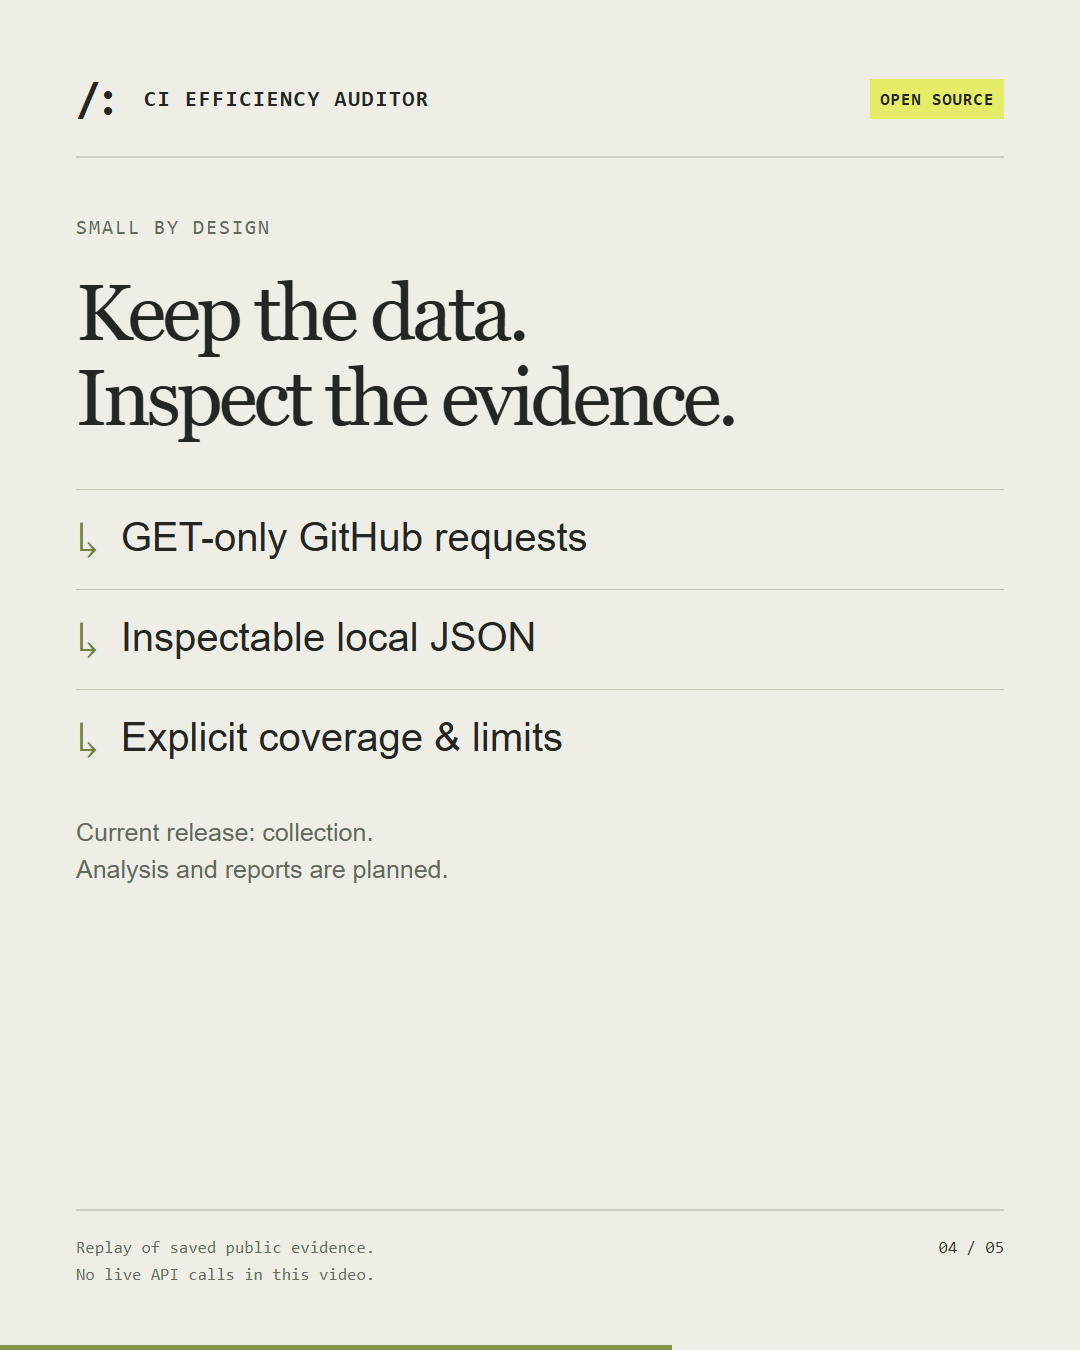 /: CI EFFICIENCY AUDITOR
OPEN SOURCE
SMALL BY DESIGN
Keep the data.
Inspect the evidence.
↳ GET-only GitHub requests
↳ Inspectable local JSON
↳ Explicit coverage & limits
Current release: collection.
Analysis and reports are planned.
Replay of saved public evidence.
No live API calls in this video.
04 / 05